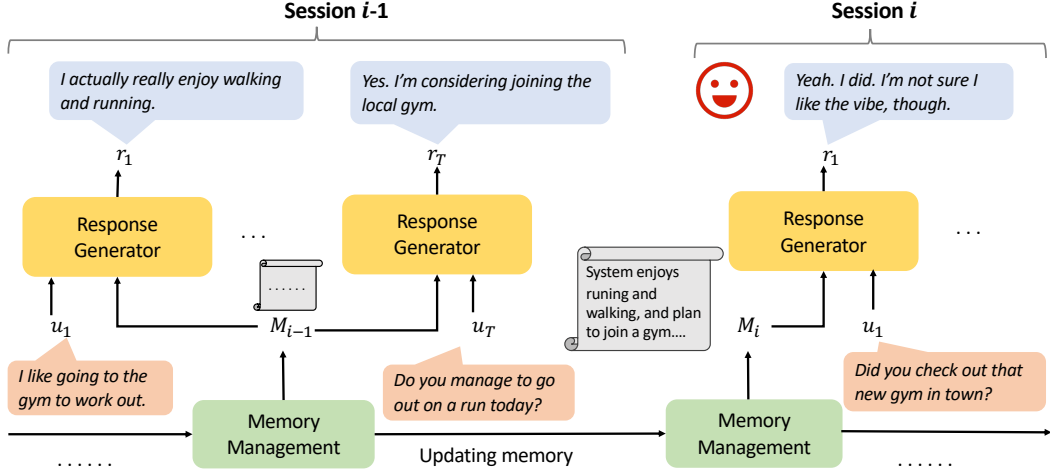 Session i-1
Session i
I actually really enjoy walking
and running.
Yes. I'm considering joining the
local gym.
Yeah. I did. I'm not sure I
like the vibe, though.
r1
rT
r1
Response
Generator
. . .
Response
Generator
Response
Generator
. . .
. . . . . .
System enjoys
runing and
walking, and plan
to join a gym....
u1
Mi−1
uT
Mi
u1
I like going to the
gym to work out.
Do you manage to go
out on a run today?
Did you check out that
new gym in town?
Memory
Management
Updating memory
Memory
Management
. . . . . .
. . . . . .